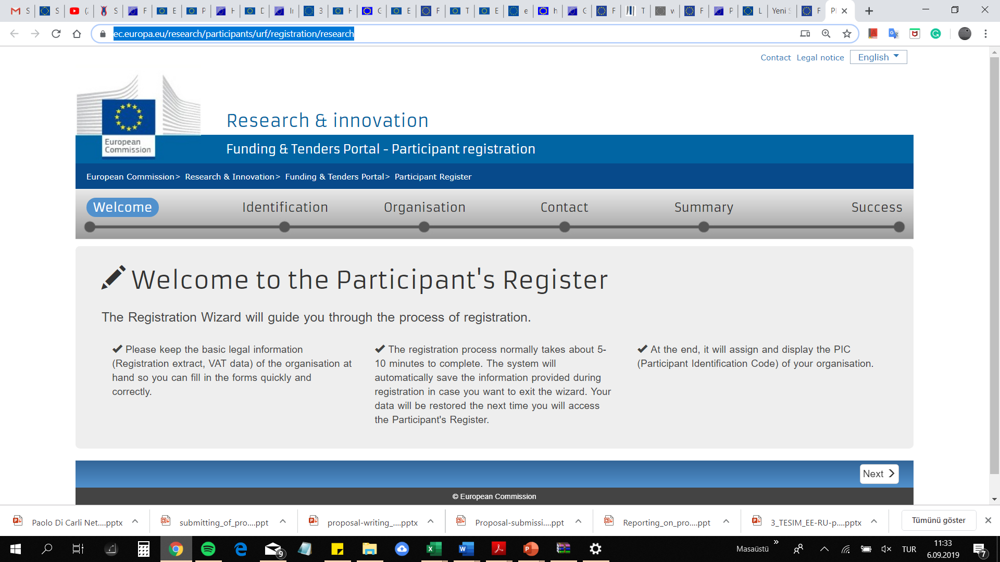 S
S
(
S
F
E
P
H
D
Ir
3
H
G
E
F
T
E
e
h
C
F
T
w
F
P
L
Yeni S
F
PI
ec.europa.eu/research/participants/urf/registration/research
Contact Legal notice English
European
Commission
Research & innovation
Funding & Tenders Portal - Participant registration
European Commission> Research & Innovation> Funding & Tenders Portal> Participant Register
Welcome Identification Organisation Contact Summary Success
Welcome to the Participant's Register
The Registration Wizard will guide you through the process of registration.
Please keep the basic legal information
(Registration extract, VAT data) of the organisation at
hand so you can fill in the forms quickly and
correctly.
The registration process normally takes about 5-
10 minutes to complete. The system will
automatically save the information provided during
registration in case you want to exit the wizard. Your
data will be restored the next time you will access
the Participant's Register.
At the end, it will assign and display the PIC
(Participant Identification Code) of your organisation.
Next
© European Commission
Paolo Di Carli Net....pptx
submitting_of_pro....ppt
proposal-writing_....pptx
Proposal-submissi....ppt
Reporting_on_pro....ppt
3_TESIM_EE-RU-p....pptx
Tümünü göster
9
Masaüstü
TUR
11:33
6.09.2019
7